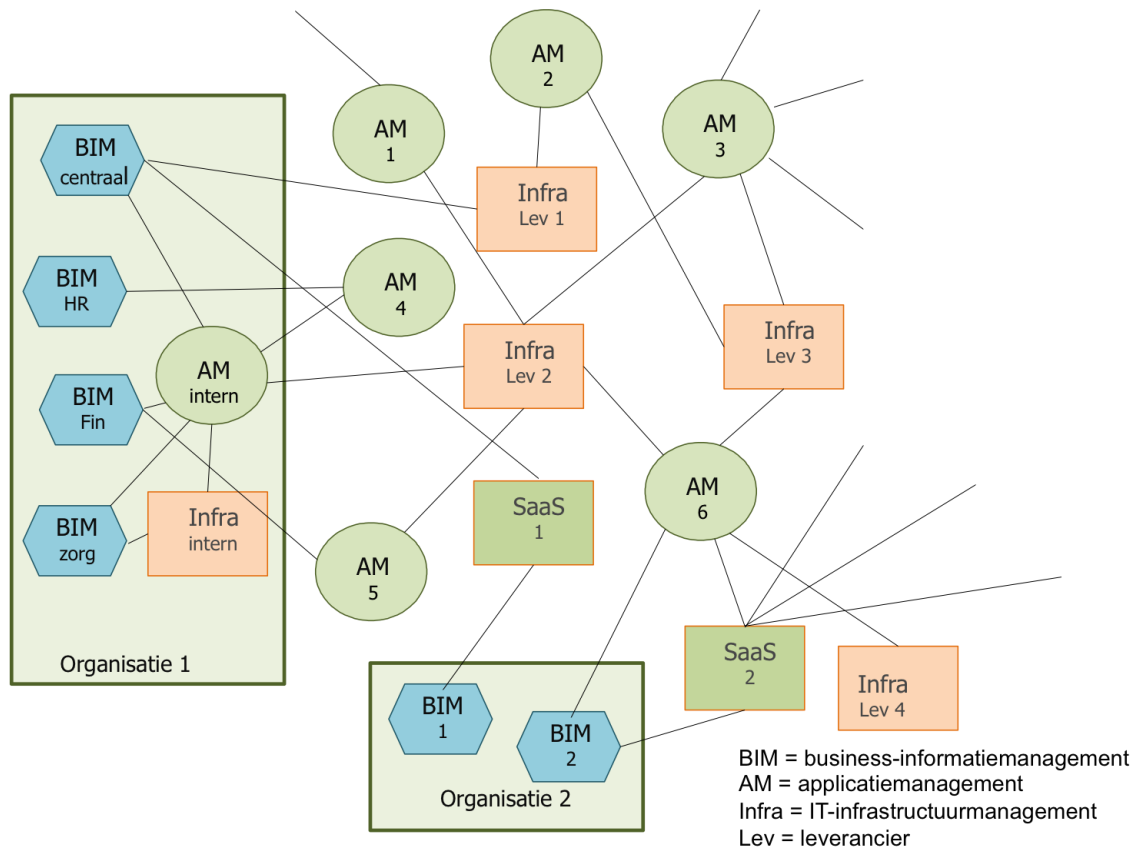 AM
2
AM
1
AM
3
BIM
centraal
Infra
Lev 1
BIM
HR
AM
4
Infra
Lev 3
Infra
Lev 2
AM
intern
BIM
Fin
AM
6
SaaS
1
Infra
intern
BIM
zorg
AM
5
Organisatie 1
SaaS
2
Infra
Lev 4
BIM
1
BIM
2
Organisatie 2
BIM = business-informatiemanagement
AM = applicatiemanagement
Infra = IT-infrastructuurmanagement
Lev = leverancier